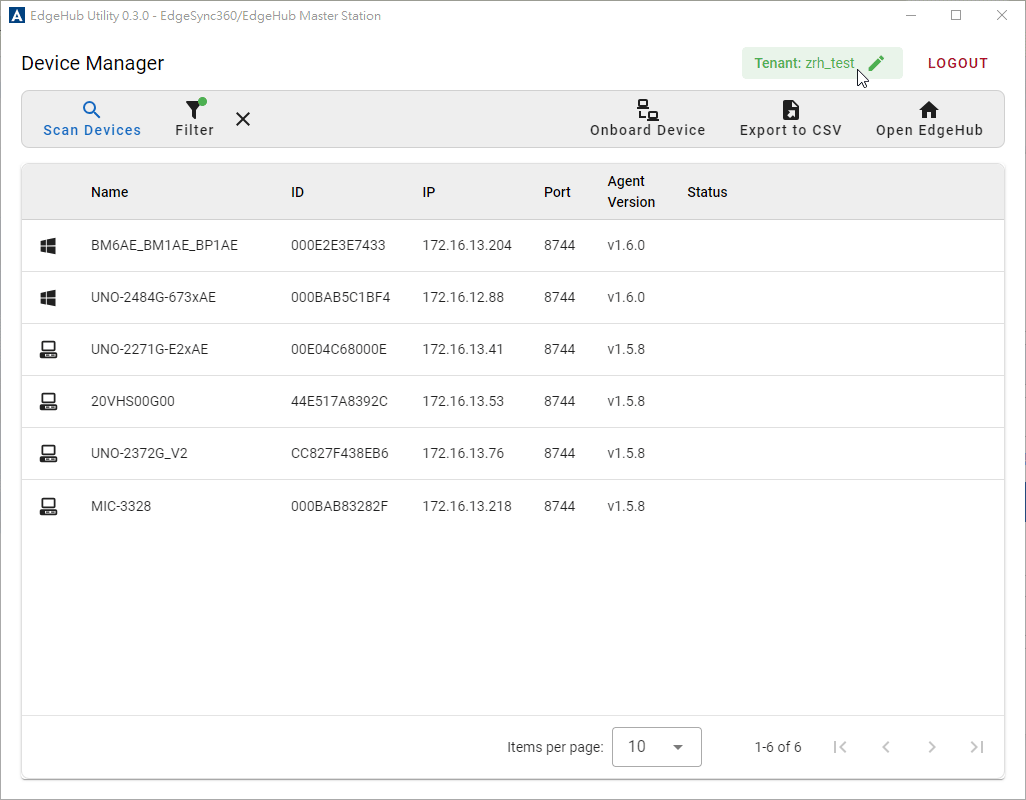 EdgeHub Utility 0.3.0 - EdgeSync360/EdgeHub Master Station
Device Manager
Tenant: zrh_test
LOGOUT
Scan Devices
Filter
Onboard Device
Export to CSV
Open EdgeHub
Name ID IP Port Agent Version Status
BM6AE_BM1AE_BP1AE 000E2E3E7433 172.16.13.204 8744 v1.6.0
UNO-2484G-673xAE 000BAB5C1BF4 172.16.12.88 8744 v1.6.0
UNO-2271G-E2xAE 00E04C68000E 172.16.13.41 8744 v1.5.8
20VHS00G00 44E517A8392C 172.16.13.53 8744 v1.5.8
UNO-2372G_V2 CC827F438EB6 172.16.13.76 8744 v1.5.8
MIC-3328 000BAB83282F 172.16.13.218 8744 v1.5.8
Items per page: 10 1-6 of 6